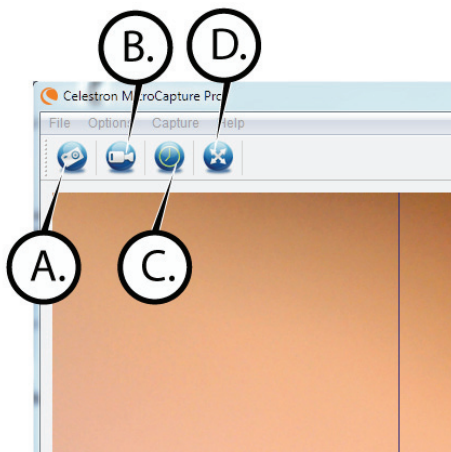 B.
D.
Celestron MicroCapture Pro
File Options Capture Help
A.
C.